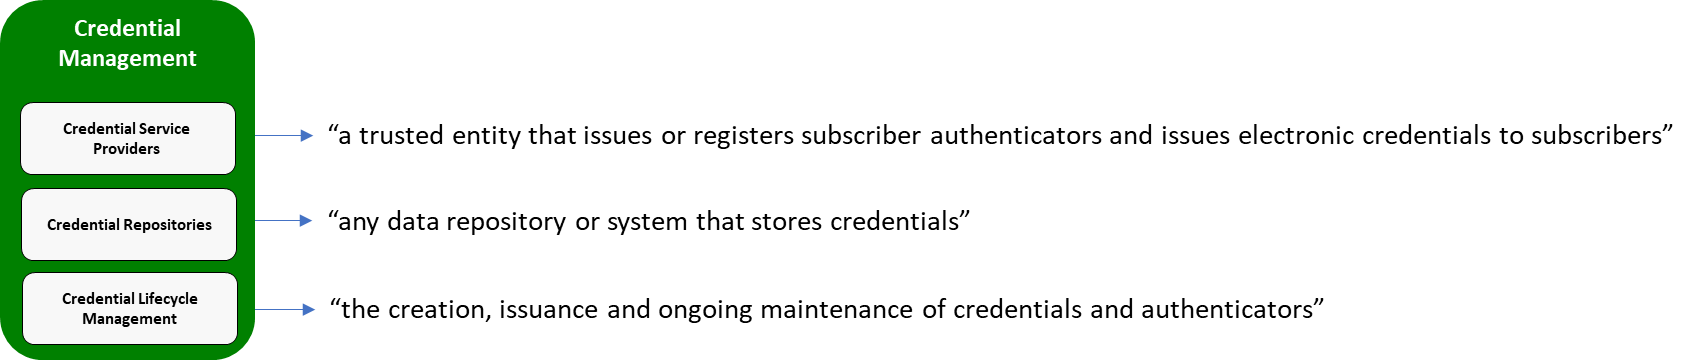 Credential
Management
Credential Service
Providers
“a trusted entity that issues or registers subscriber authenticators and issues electronic credentials to subscribers”
Credential Repositories
“any data repository or system that stores credentials”
Credential Lifecycle
Management
“the creation, issuance and ongoing maintenance of credentials and authenticators”